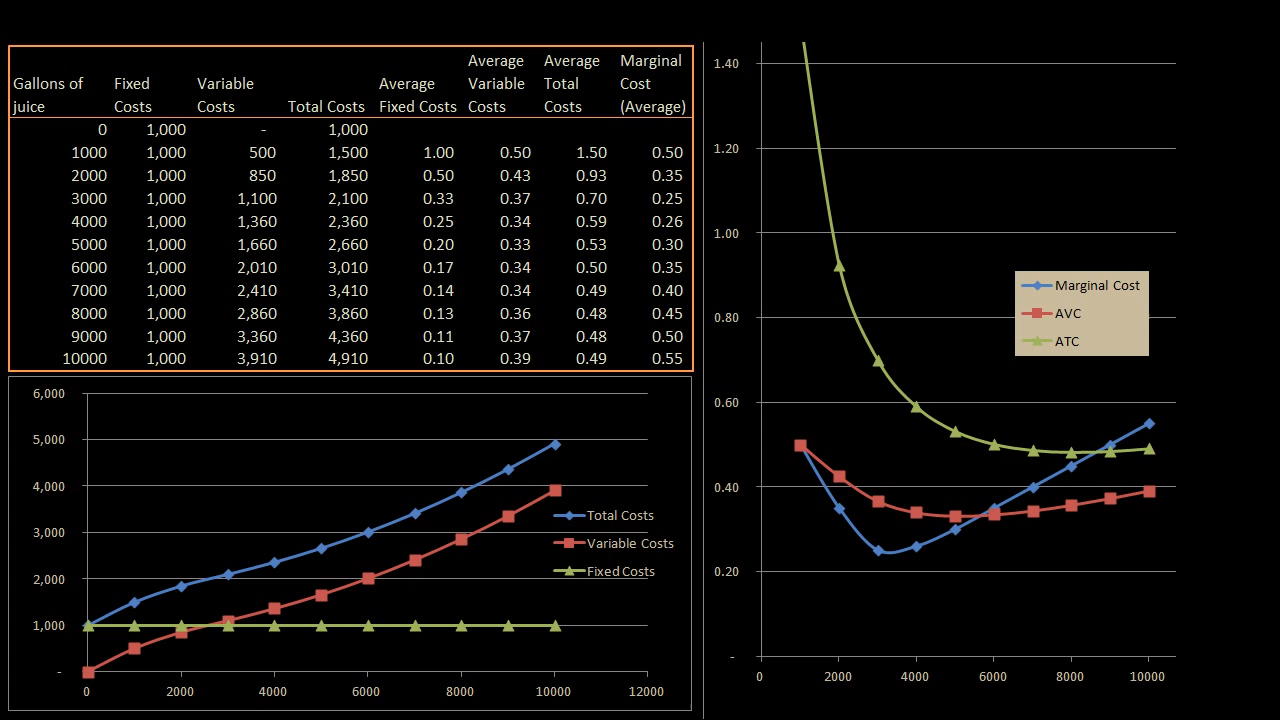 Average Average Marginal
Gallons of Fixed Variable Average Variable Total Cost
juice Costs Costs Total Costs Fixed Costs Costs Costs (Average)
0 1,000 - 1,000
1000 1,000 500 1,500 1.00 0.50 1.50 0.50
2000 1,000 850 1,850 0.50 0.43 0.93 0.35
3000 1,000 1,100 2,100 0.33 0.37 0.70 0.25
4000 1,000 1,360 2,360 0.25 0.34 0.59 0.26
5000 1,000 1,660 2,660 0.20 0.33 0.53 0.30
6000 1,000 2,010 3,010 0.17 0.34 0.50 0.35
7000 1,000 2,410 3,410 0.14 0.34 0.49 0.40
8000 1,000 2,860 3,860 0.13 0.36 0.48 0.45
9000 1,000 3,360 4,360 0.11 0.37 0.48 0.50
10000 1,000 3,910 4,910 0.10 0.39 0.49 0.55
6,000
5,000
4,000
3,000
2,000
1,000
-
0 2000 4000 6000 8000 10000 12000
Total Costs
Variable Costs
Fixed Costs
1.40
1.20
1.00
0.80
0.60
0.40
0.20
-
0 2000 4000 6000 8000 10000
Marginal Cost
AVC
ATC